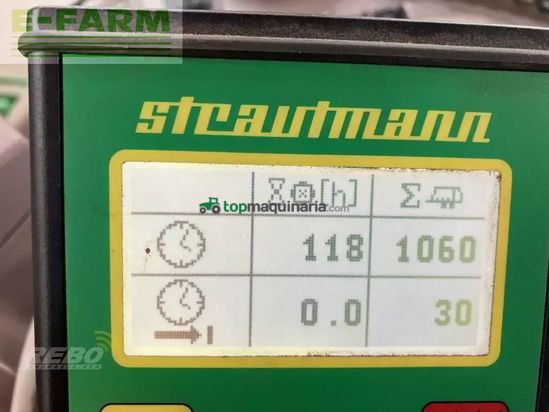 E-FARM
strautmann
[h] Σ
topmaquinaria.com
118 1060
0.0 30
REBO